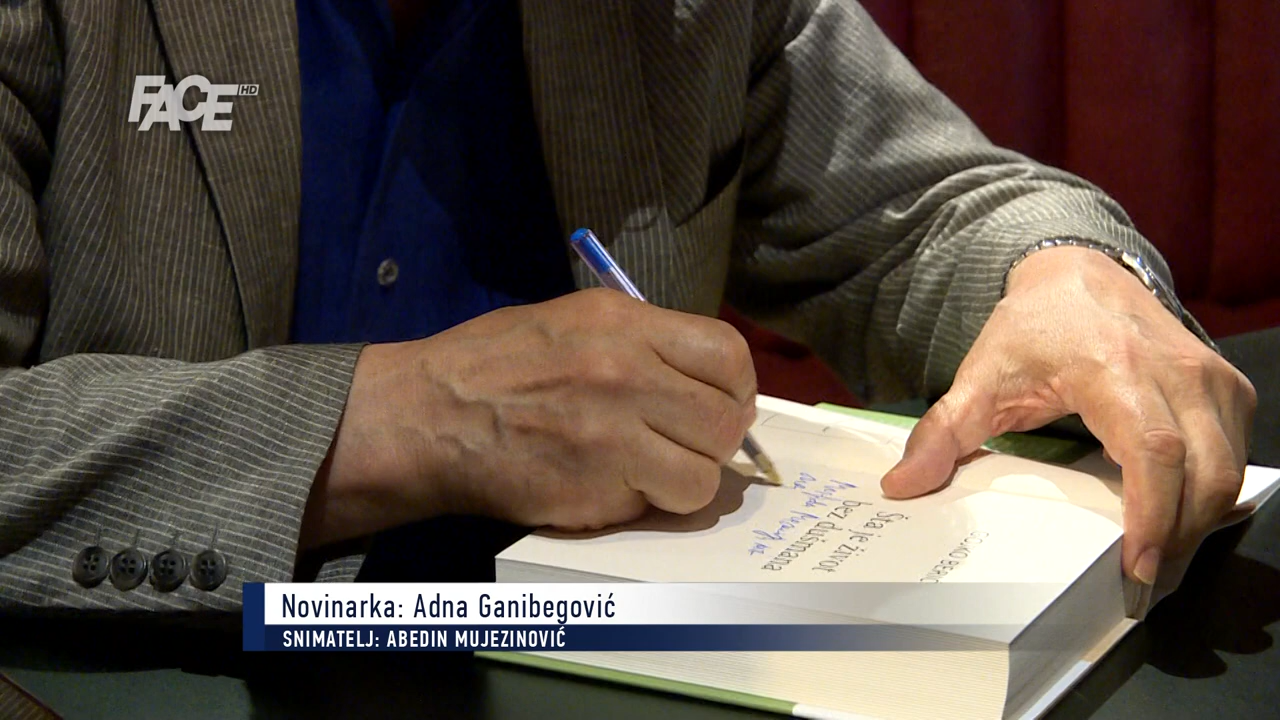 FACE HD
Šta je život
bez dušmana
Novinarka: Adna Ganibegović
SNIMATELJ: ABEDIN MUJEZINOVIĆ